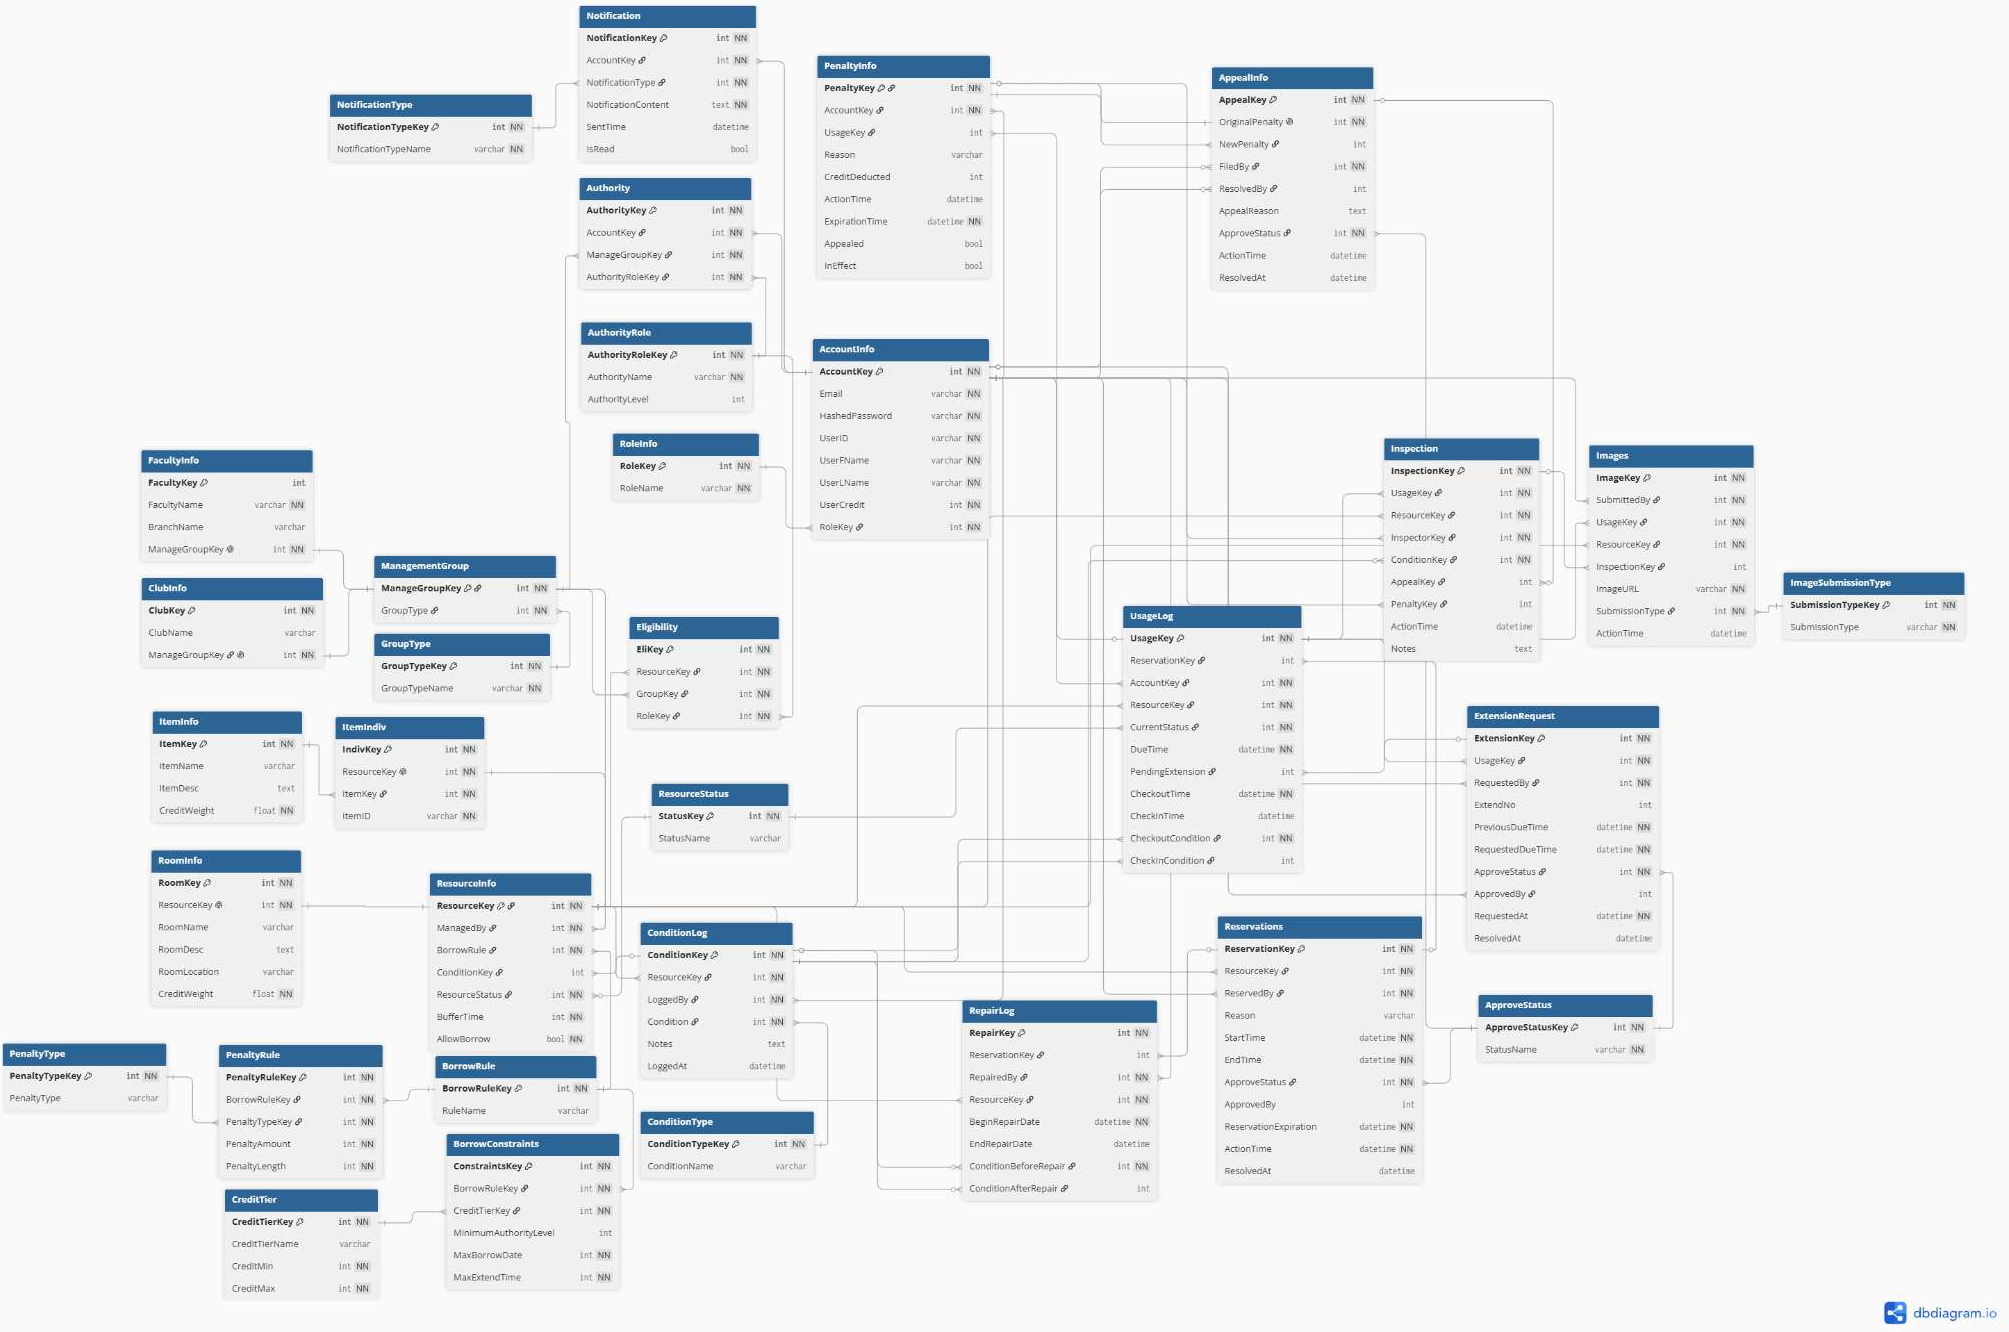 Notification
NotificationKey int NN
AccountKey int NN
NotificationType int NN
NotificationContent text NN
SentTime datetime
IsRead bool
NotificationType
NotificationTypeKey int NN
NotificationTypeName varchar NN
PenaltyInfo
PenaltyKey int NN
AccountKey int NN
UsageKey int
Reason varchar
CreditDeducted int
ActionTime datetime
ExpirationTime datetime NN
Appealed bool
InEffect bool
AppealInfo
AppealKey int NN
OriginalPenalty int NN
NewPenalty int
FiledBy int NN
ResolvedBy int
AppealReason text
ApproveStatus int NN
ActionTime datetime
ResolvedAt datetime
Authority
AuthorityKey int NN
AccountKey int NN
ManageGroupKey int NN
AuthorityRoleKey int NN
AuthorityRole
AuthorityRoleKey int NN
AuthorityName varchar NN
AuthorityLevel int
AccountInfo
AccountKey int NN
Email varchar NN
HashedPassword varchar NN
UserID varchar NN
UserFName varchar NN
UserLName varchar NN
UserCredit int NN
RoleKey int NN
RoleInfo
RoleKey int NN
RoleName varchar NN
FacultyInfo
FacultyKey int
FacultyName varchar NN
BranchName varchar
ManageGroupKey int NN
ClubInfo
ClubKey int NN
ClubName varchar
ManageGroupKey int NN
ManagementGroup
ManageGroupKey int NN
GroupType int NN
GroupType
GroupTypeKey int NN
GroupTypeName varchar NN
Eligibility
EliKey int NN
ResourceKey int NN
GroupKey int NN
RoleKey int NN
Inspection
InspectionKey int NN
UsageKey int NN
ResourceKey int NN
InspectorKey int NN
ConditionKey int NN
AppealKey int
PenaltyKey int
ActionTime datetime
Notes text
Images
ImageKey int NN
SubmittedBy int NN
UsageKey int NN
ResourceKey int NN
InspectionKey int
ImageURL varchar NN
SubmissionType int NN
ActionTime datetime
ImageSubmissionType
SubmissionTypeKey int NN
SubmissionType varchar NN
UsageLog
UsageKey int NN
ReservationKey int
AccountKey int NN
ResourceKey int NN
CurrentStatus int NN
DueTime datetime NN
PendingExtension int
CheckoutTime datetime NN
CheckInTime datetime
CheckoutCondition int NN
CheckInCondition int
ItemInfo
ItemKey int NN
ItemName varchar
ItemDesc text
CreditWeight float NN
ItemIndiv
IndivKey int NN
ResourceKey int NN
ItemKey int NN
ItemID varchar NN
ResourceStatus
StatusKey int NN
StatusName varchar
ExtensionRequest
ExtensionKey int NN
UsageKey int NN
RequestedBy int NN
ExtendNo int
PreviousDueTime datetime NN
RequestedDueTime datetime NN
ApproveStatus int NN
ApprovedBy int
RequestedAt datetime NN
ResolvedAt datetime
RoomInfo
RoomKey int NN
ResourceKey int NN
RoomName varchar
RoomDesc text
RoomLocation varchar
CreditWeight float NN
ResourceInfo
ResourceKey int NN
ManagedBy int NN
BorrowRule int NN
ConditionKey int
ResourceStatus int NN
BufferTime int
AllowBorrow bool NN
ConditionLog
ConditionKey int NN
ResourceKey int NN
LoggedBy int NN
Condition int NN
Notes text
LoggedAt datetime
Reservations
ReservationKey int NN
ResourceKey int NN
ReservedBy int NN
Reason varchar
StartTime datetime NN
EndTime datetime NN
ApproveStatus int NN
ApprovedBy int
ReservationExpiration datetime NN
ActionTime datetime NN
ResolvedAt datetime
RepairLog
RepairKey int NN
ReservationKey int
RepairedBy int NN
ResourceKey int NN
BeginRepairDate datetime NN
EndRepairDate datetime
ConditionBeforeRepair int NN
ConditionAfterRepair int
ApproveStatus
ApproveStatusKey int NN
StatusName varchar NN
PenaltyType
PenaltyTypeKey int NN
PenaltyType varchar
PenaltyRule
PenaltyRuleKey int NN
BorrowRuleKey int NN
PenaltyTypeKey int NN
PenaltyAmount int NN
PenaltyLength int NN
BorrowRule
BorrowRuleKey int NN
RuleName varchar
ConditionType
ConditionTypeKey int NN
ConditionName varchar
BorrowConstraints
ConstraintsKey int NN
BorrowRuleKey int NN
CreditTierKey int NN
MinimumAuthorityLevel int
MaxBorrowDate int NN
MaxExtendTime int NN
CreditTier
CreditTierKey int NN
CreditTierName varchar
CreditMin int NN
CreditMax int NN
dbdiagram.io